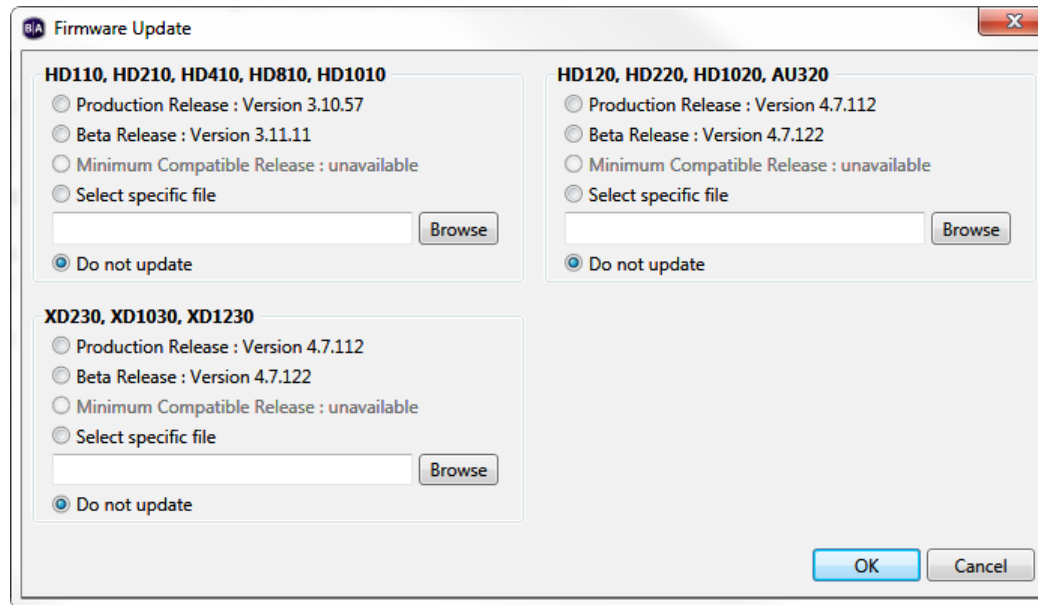 B|A Firmware Update
HD110, HD210, HD410, HD810, HD1010
Production Release : Version 3.10.57
Beta Release : Version 3.11.11
Minimum Compatible Release : unavailable
Select specific file
Browse
Do not update
HD120, HD220, HD1020, AU320
Production Release : Version 4.7.112
Beta Release : Version 4.7.122
Minimum Compatible Release : unavailable
Select specific file
Browse
Do not update
XD230, XD1030, XD1230
Production Release : Version 4.7.112
Beta Release : Version 4.7.122
Minimum Compatible Release : unavailable
Select specific file
Browse
Do not update
OK Cancel